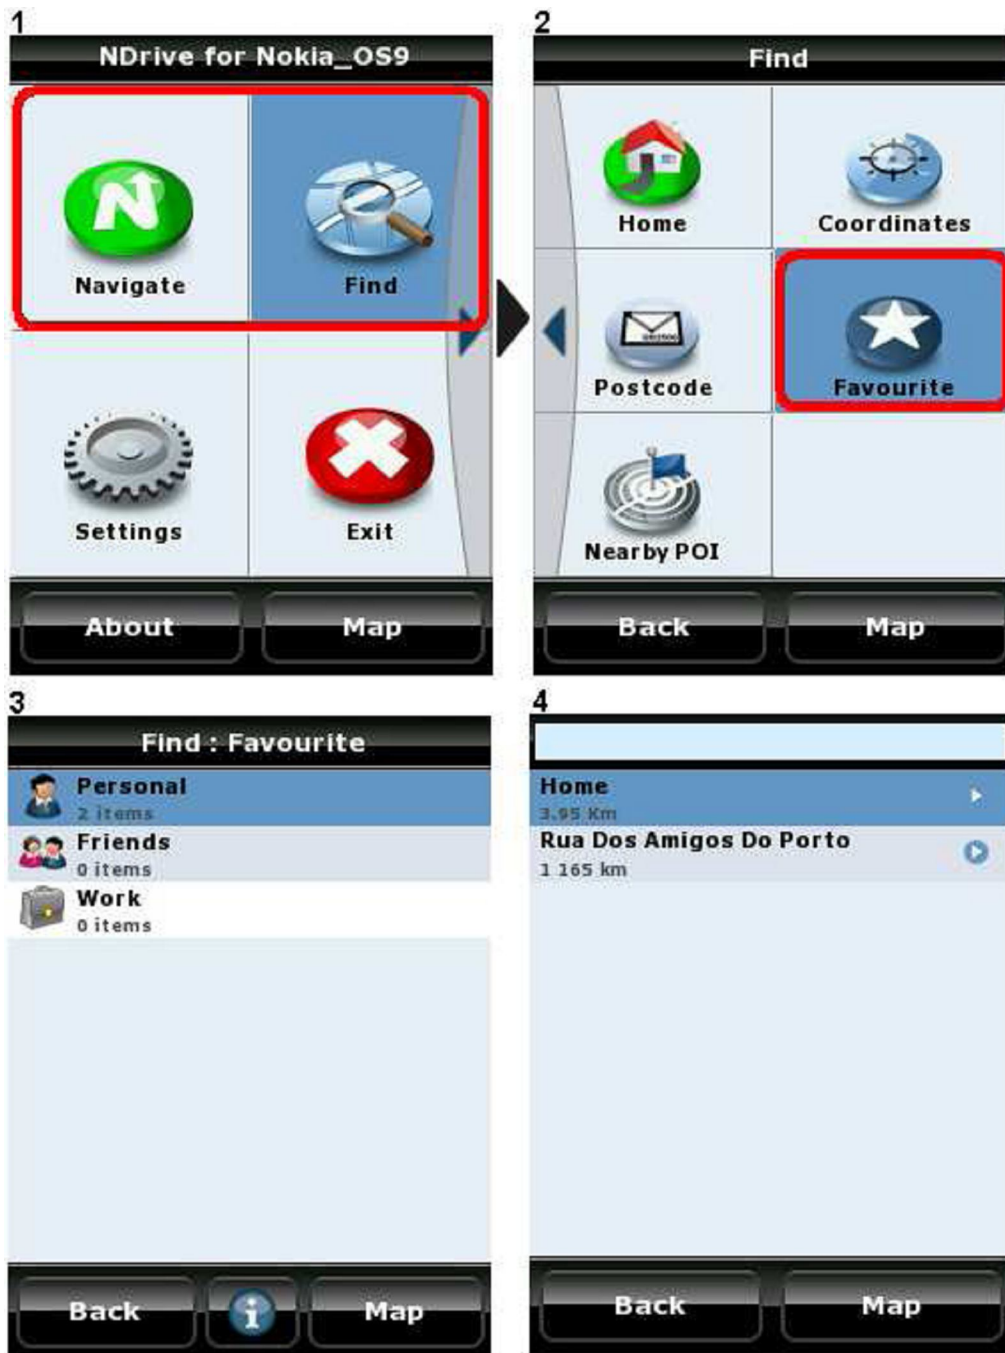 1
NDrive for Nokia_OS9
Navigate
Find
Settings
Exit
About
Map
2
Find
Home
Coordinates
Postcode
Favourite
Nearby POI
Back
Map
3
Find : Favourite
Personal
2 items
Friends
0 items
Work
0 items
Back
Map
4
Home
3.95 Km
Rua Dos Amigos Do Porto
1 165 km
Back
Map